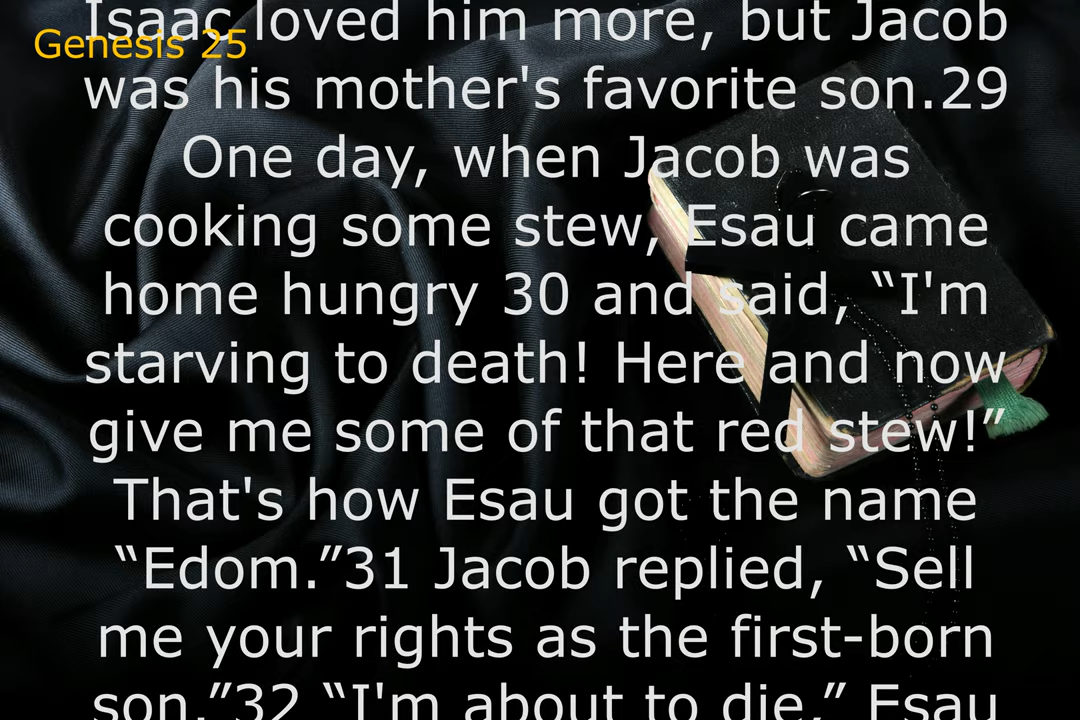 Isaac loved him more, but Jacob
Genesis 25
was his mother's favorite son.29
One day, when Jacob was
cooking some stew, Esau came
home hungry 30 and said, “I'm
starving to death! Here and now
give me some of that red stew!”
That's how Esau got the name
“Edom.”31 Jacob replied, “Sell
me your rights as the first-born
son.”32 “I'm about to die,” Esau